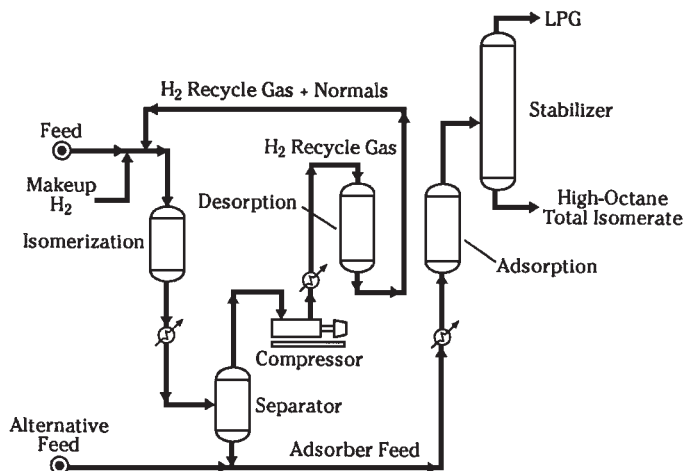 LPG
H2 Recycle Gas + Normals
Stabilizer
Feed
H2 Recycle Gas
Makeup
H2
Desorption
High-Octane
Total Isomerate
Isomerization
Adsorption
Compressor
Separator
Alternative
Feed
Adsorber Feed